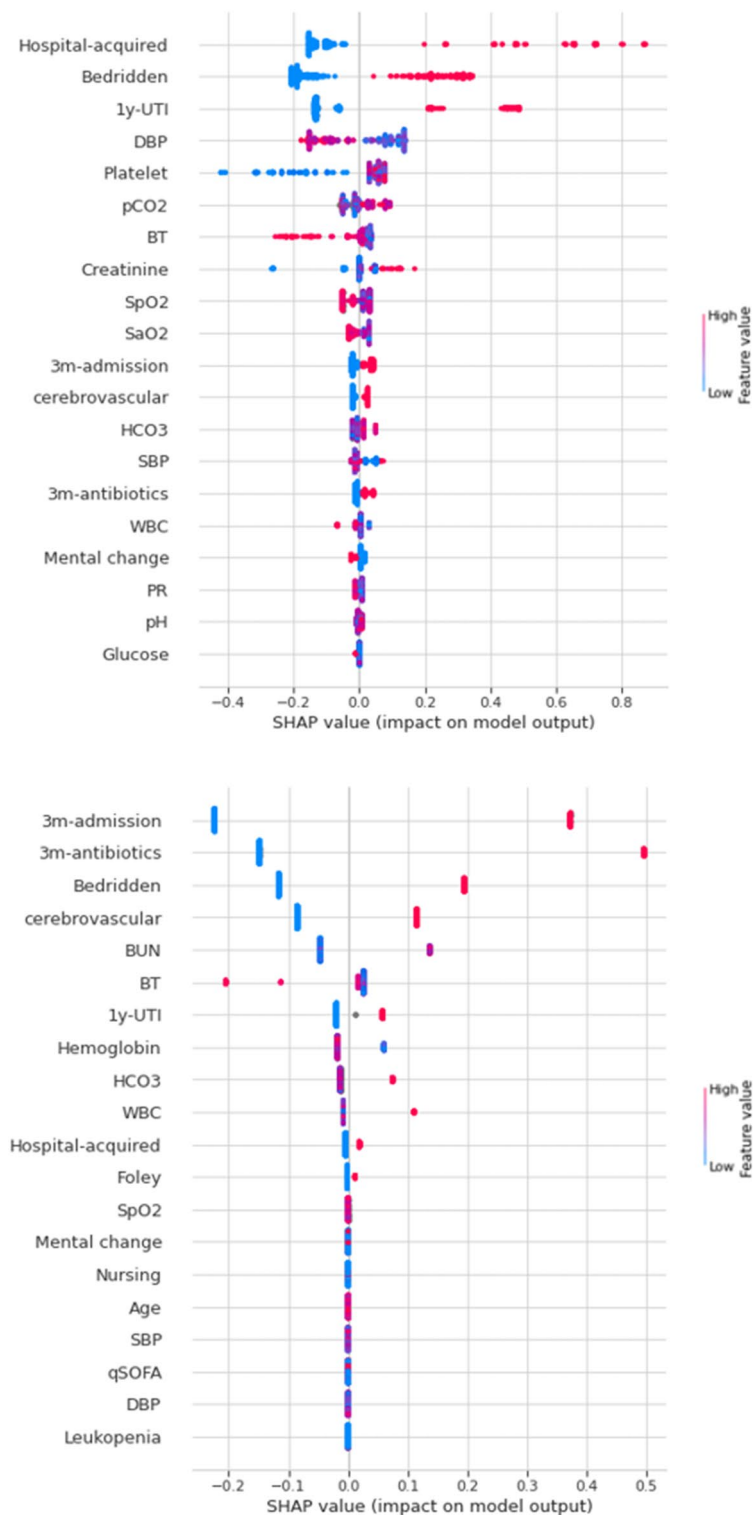 Hospital-acquired
Bedridden
1y-UTI
DBP
Platelet
pCO2
BT
Creatinine
SpO2
SaO2
3m-admission
cerebrovascular
HCO3
SBP
3m-antibiotics
WBC
Mental change
PR
pH
Glucose
−0.4 −0.2 0.0 0.2 0.4 0.6 0.8
SHAP value (impact on model output)
High
Feature value
Low
3m-admission
3m-antibiotics
Bedridden
cerebrovascular
BUN
BT
1y-UTI
Hemoglobin
HCO3
WBC
Hospital-acquired
Foley
SpO2
Mental change
Nursing
Age
SBP
qSOFA
DBP
Leukopenia
−0.2 −0.1 0.0 0.1 0.2 0.3 0.4 0.5
SHAP value (impact on model output)
High
Feature value
Low